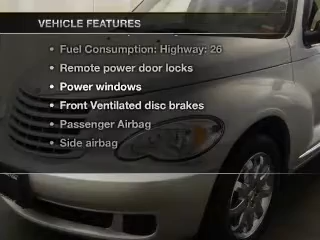 VEHICLE FEATURES
• Fuel Consumption: Highway: 26
• Remote power door locks
• Power windows
• Front Ventilated disc brakes
• Passenger Airbag
• Side airbag